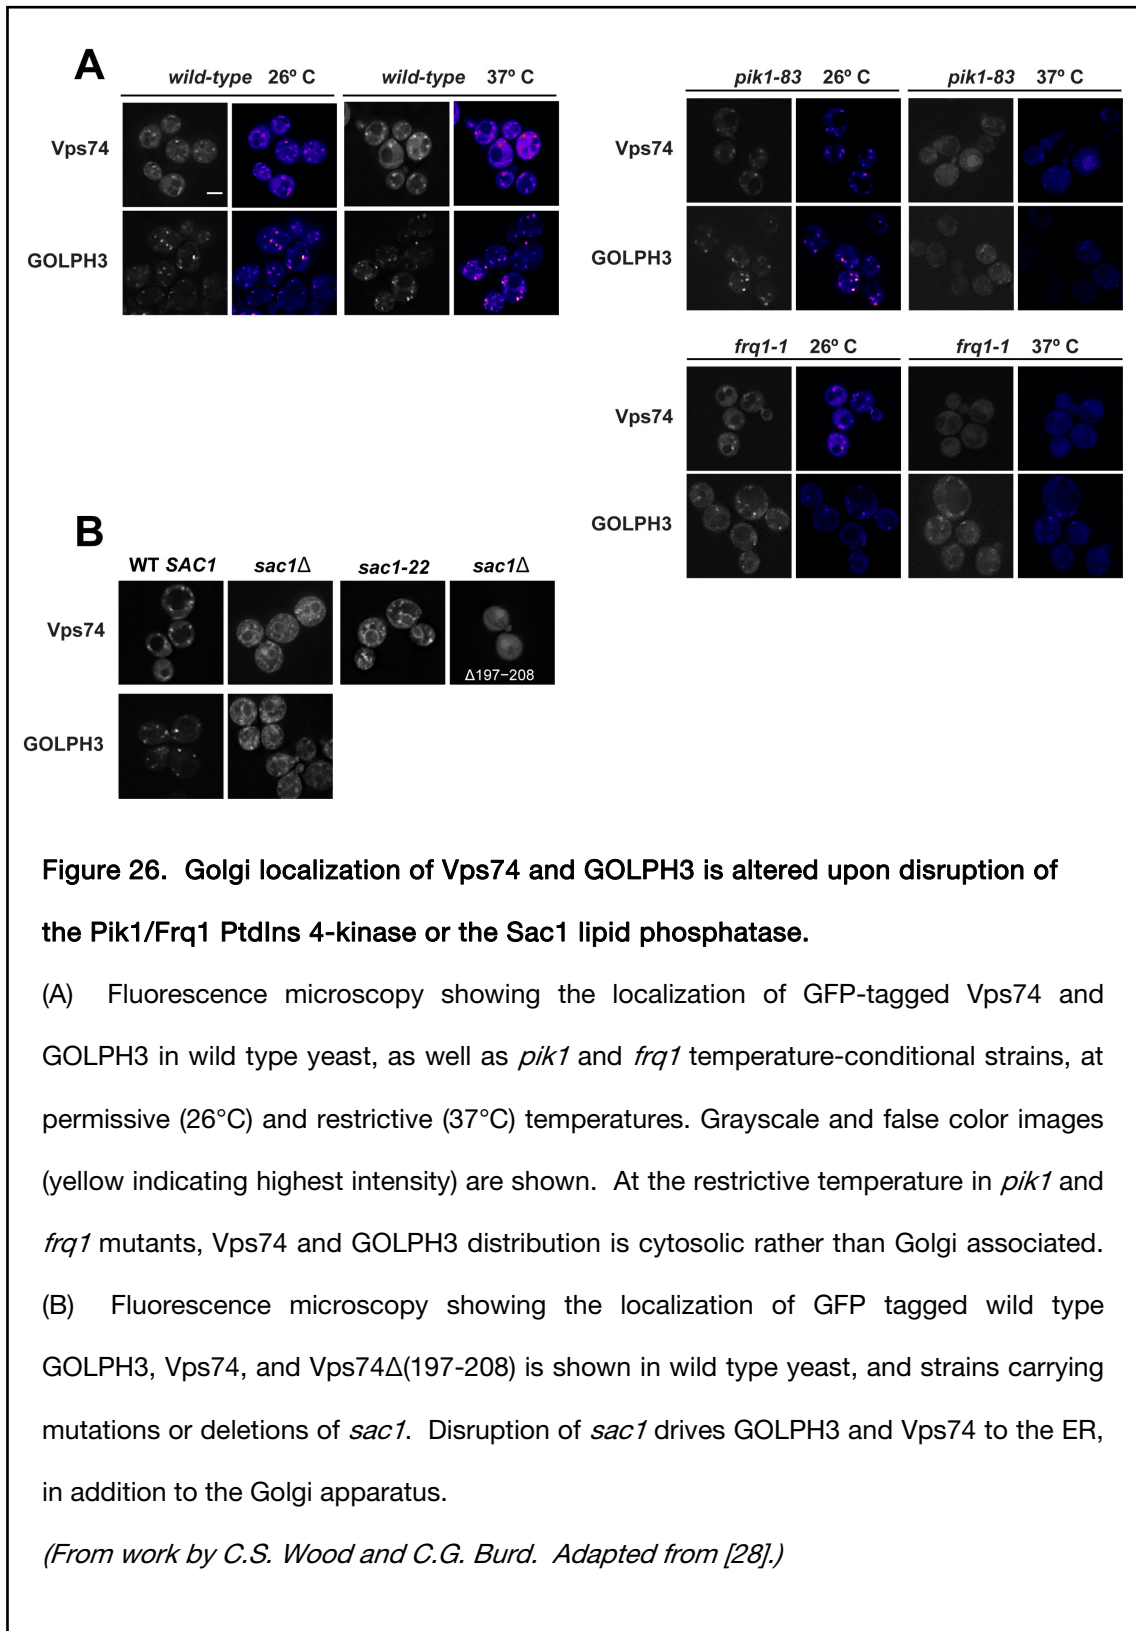 A
wild-type 26º C
wild-type 37º C
Vps74
GOLPH3
pik1-83 26º C
pik1-83 37º C
Vps74
GOLPH3
frq1-1 26º C
frq1-1 37º C
Vps74
GOLPH3
B
WT SAC1
sac1Δ
sac1-22
sac1Δ
Vps74
Δ197−208
GOLPH3
Figure 26. Golgi localization of Vps74 and GOLPH3 is altered upon disruption of
the Pik1/Frq1 PtdIns 4-kinase or the Sac1 lipid phosphatase.
(A) Fluorescence microscopy showing the localization of GFP-tagged Vps74 and
GOLPH3 in wild type yeast, as well as pik1 and frq1 temperature-conditional strains, at
permissive (26°C) and restrictive (37°C) temperatures. Grayscale and false color images
(yellow indicating highest intensity) are shown. At the restrictive temperature in pik1 and
frq1 mutants, Vps74 and GOLPH3 distribution is cytosolic rather than Golgi associated.
(B) Fluorescence microscopy showing the localization of GFP tagged wild type
GOLPH3, Vps74, and Vps74Δ(197-208) is shown in wild type yeast, and strains carrying
mutations or deletions of sac1. Disruption of sac1 drives GOLPH3 and Vps74 to the ER,
in addition to the Golgi apparatus.
(From work by C.S. Wood and C.G. Burd. Adapted from [28].)